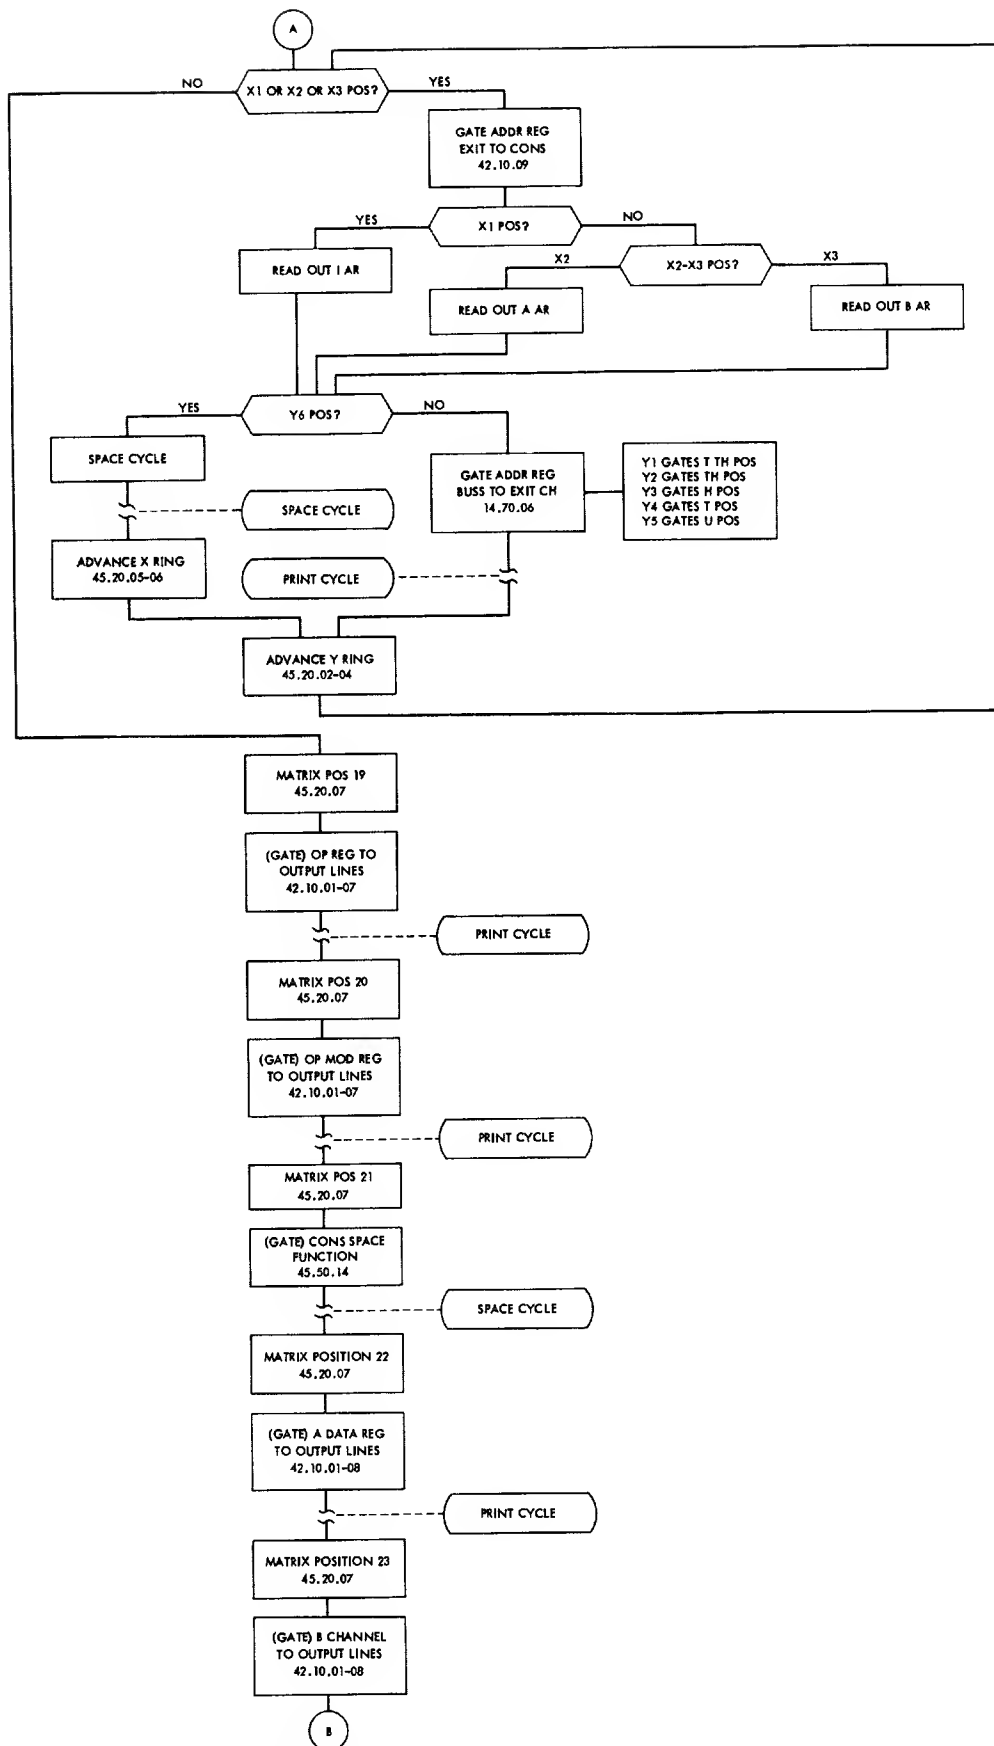 A
NO
X1 OR X2 OR X3 POS?
YES
GATE ADDR REG
EXIT TO CONS
42.10.09
YES
X1 POS?
NO
READ OUT I AR
X2
X2-X3 POS?
X3
READ OUT A AR
READ OUT B AR
YES
Y6 POS?
NO
SPACE CYCLE
GATE ADDR REG
BUSS TO EXIT CH
14.70.06
Y1 GATES T TH POS
Y2 GATES TH POS
Y3 GATES H POS
Y4 GATES T POS
Y5 GATES U POS
SPACE CYCLE
ADVANCE X RING
45.20.05-06
PRINT CYCLE
ADVANCE Y RING
45.20.02-04
MATRIX POS 19
45.20.07
(GATE) OP REG TO
OUTPUT LINES
42.10.01-07
PRINT CYCLE
MATRIX POS 20
45.20.07
(GATE) OP MOD REG
TO OUTPUT LINES
42.10.01-07
PRINT CYCLE
MATRIX POS 21
45.20.07
(GATE) CONS SPACE
FUNCTION
45.50.14
SPACE CYCLE
MATRIX POSITION 22
45.20.07
(GATE) A DATA REG
TO OUTPUT LINES
42.10.01-08
PRINT CYCLE
MATRIX POSITION 23
45.20.07
(GATE) B CHANNEL
TO OUTPUT LINES
42.10.01-08
B